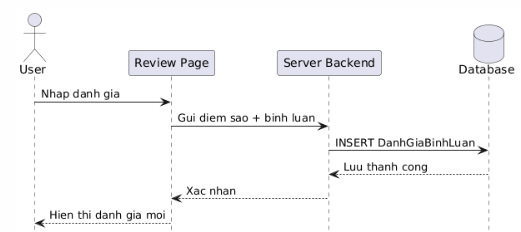 User
Review Page
Server Backend
Database
Nhap danh gia
Gui diem sao + binh luan
INSERT DanhGiaBinhLuan
Luu thanh cong
Xac nhan
Hien thi danh gia moi